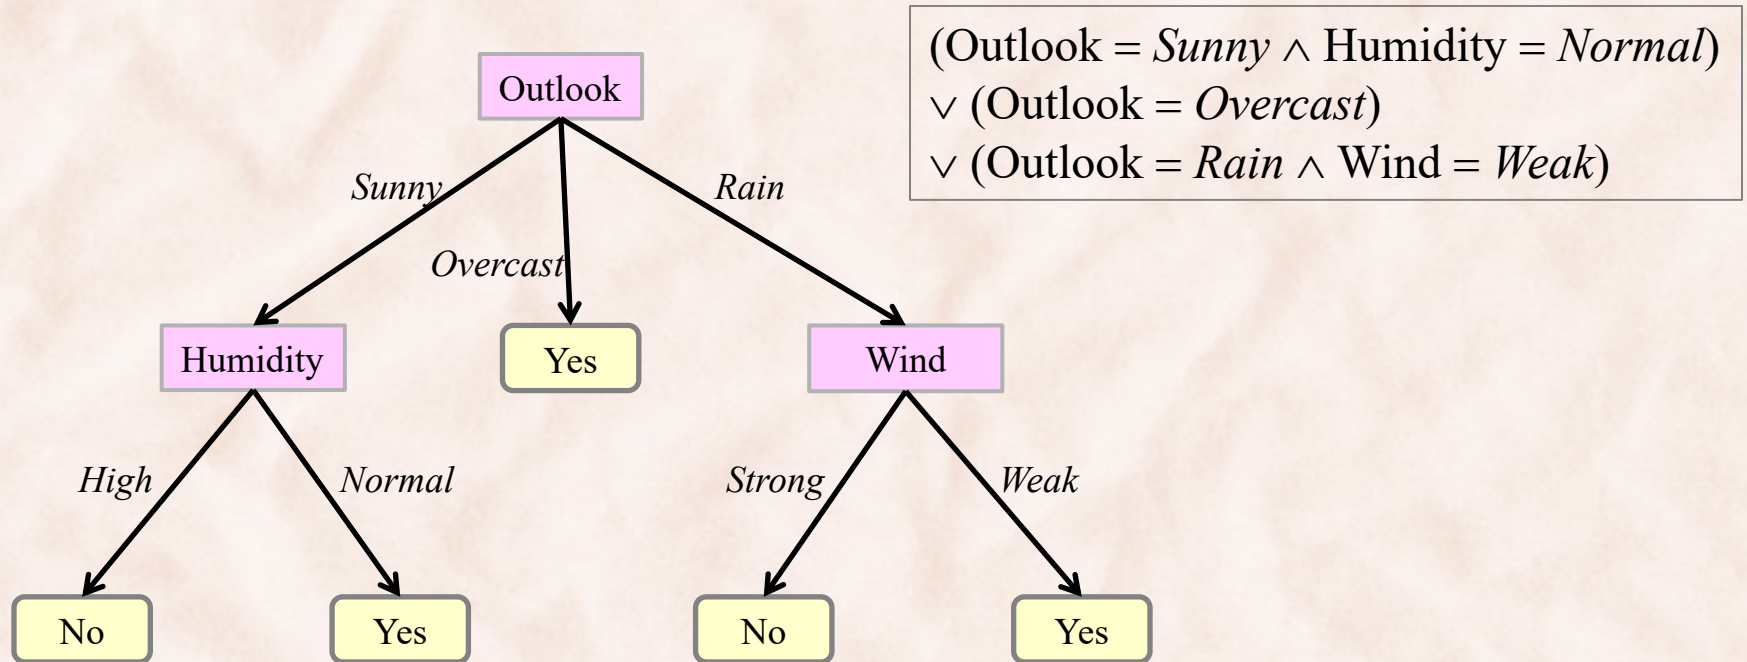 (Outlook = Sunny ∧ Humidity = Normal)
∨ (Outlook = Overcast)
∨ (Outlook = Rain ∧ Wind = Weak)
Outlook
Sunny
Rain
Overcast
Humidity
Yes
Wind
High
Normal
Strong
Weak
No
Yes
No
Yes